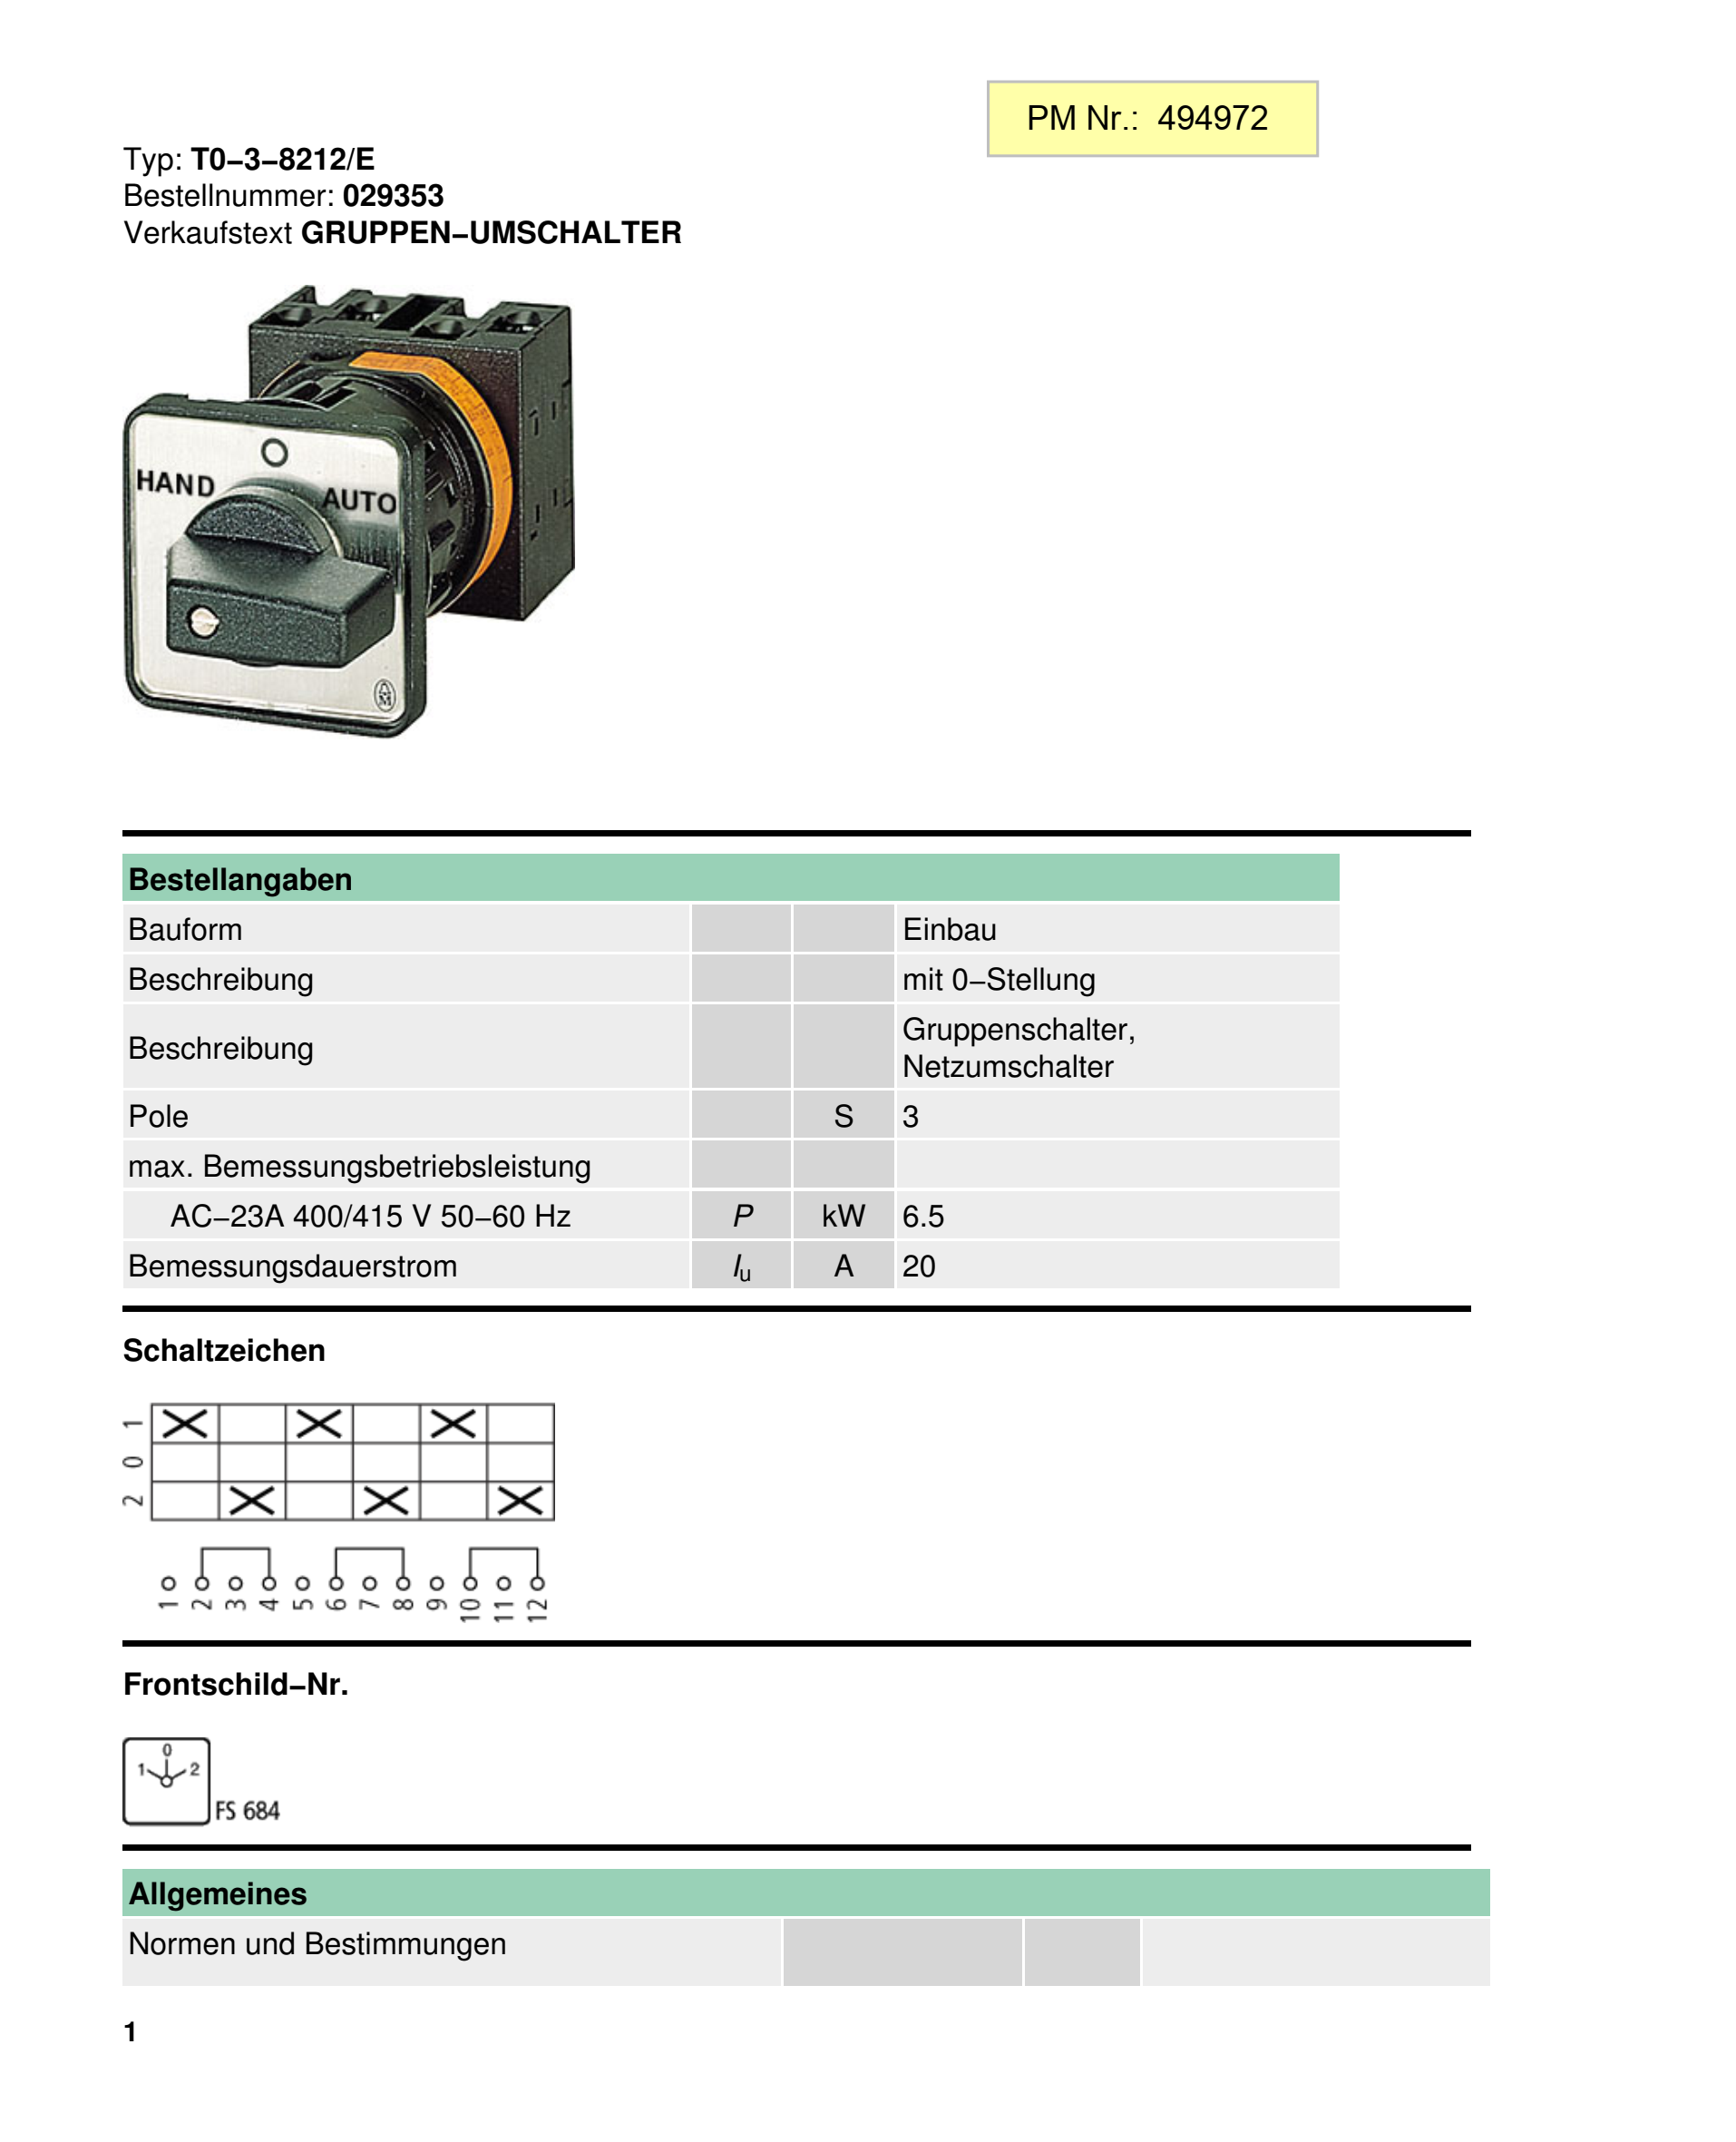 PM Nr.: 494972
Typ: T0–3–8212/E
Bestellnummer: 029353
Verkaufstext GRUPPEN–UMSCHALTER
HAND
AUTO
Bestellangaben
Bauform Einbau
Beschreibung mit 0–Stellung
Beschreibung Gruppenschalter,
Netzumschalter
Pole S 3
max. Bemessungsbetriebsleistung
AC–23A 400/415 V 50–60 Hz P kW 6.5
Bemessungsdauerstrom Iu A 20
Schaltzeichen
1
0
2
1 2 3 4 5 6 7 8 9 10 11 12
Frontschild–Nr.
0
1 2
FS 684
Allgemeines
Normen und Bestimmungen
1